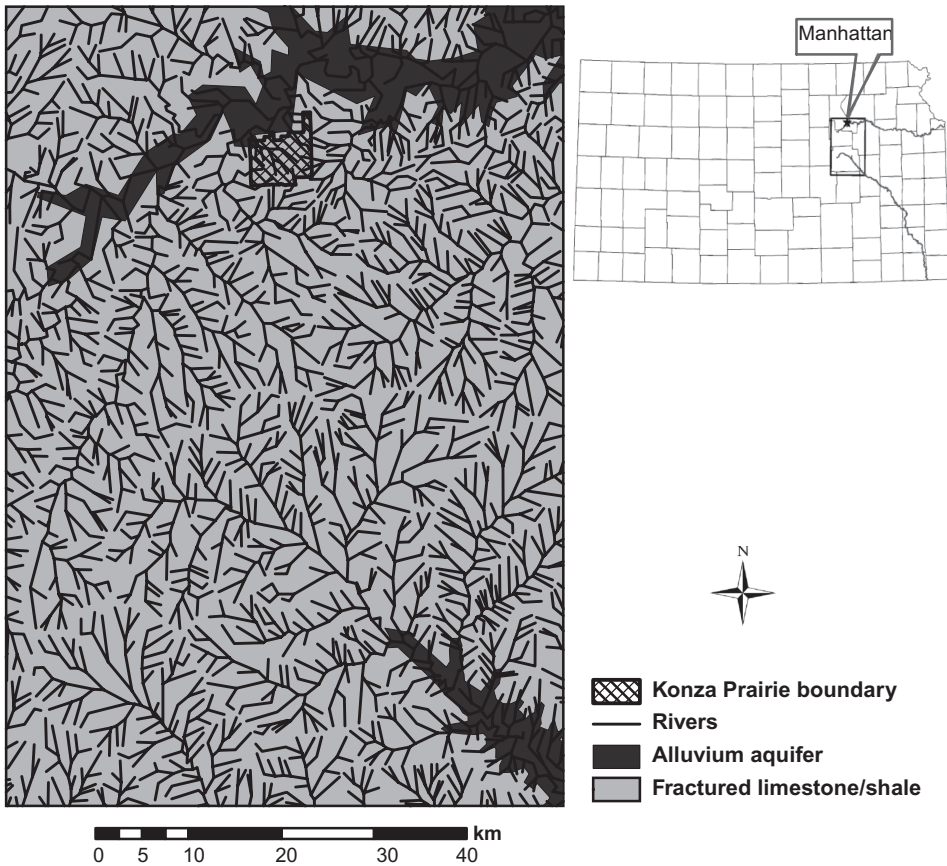 Manhattan
N
Konza Prairie boundary
Rivers
Alluvium aquifer
Fractured limestone/shale
km
0 5 10 20 30 40